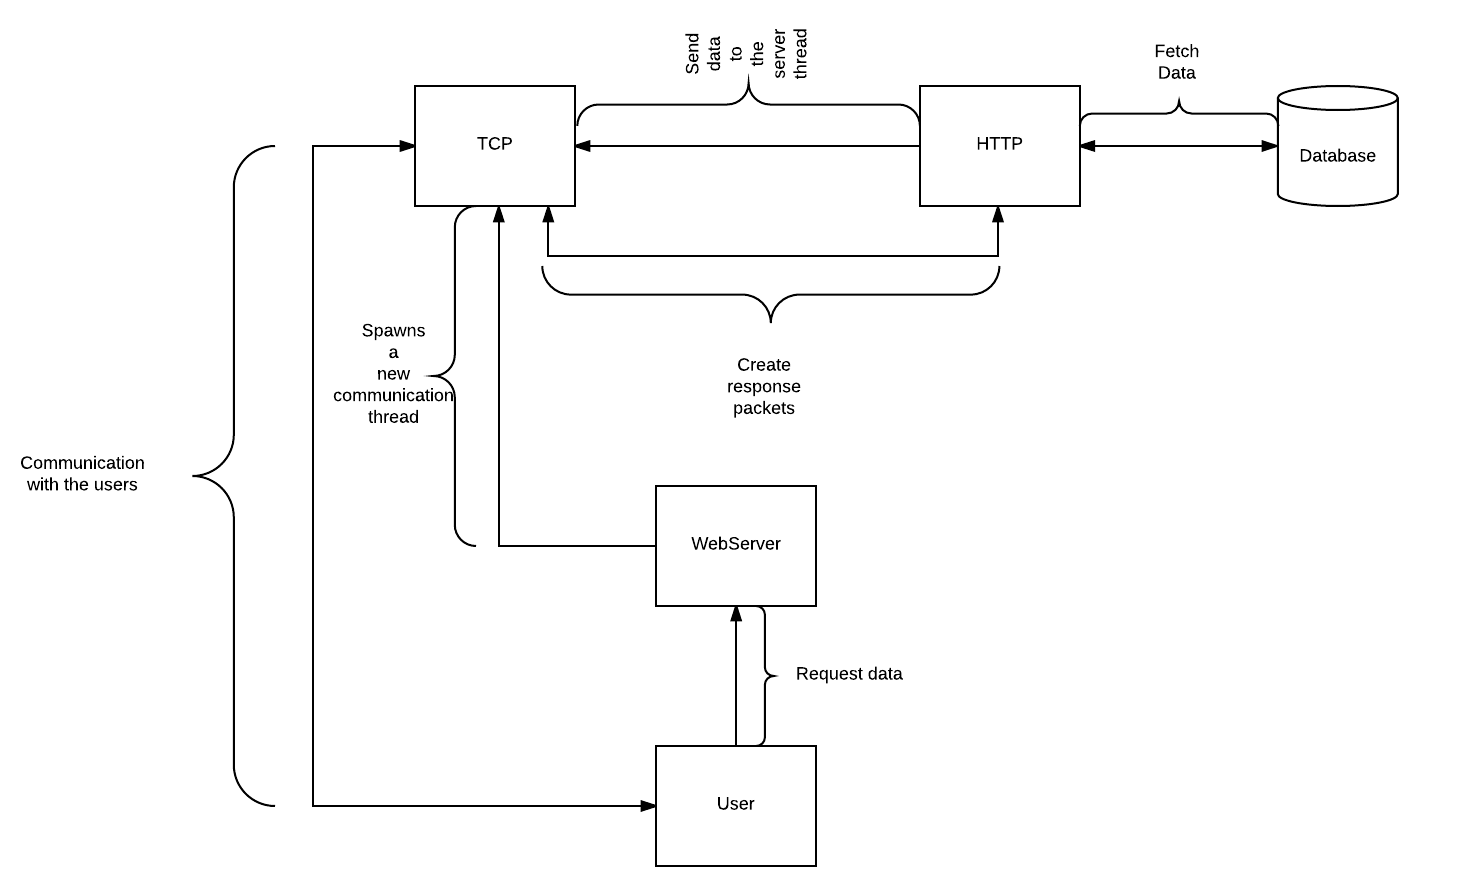 Send
data
to
the
server
thread
Fetch
Data
TCP
HTTP
Database
Spawns
a
new
communication
thread
Create
response
packets
Communication
with the users
WebServer
Request data
User